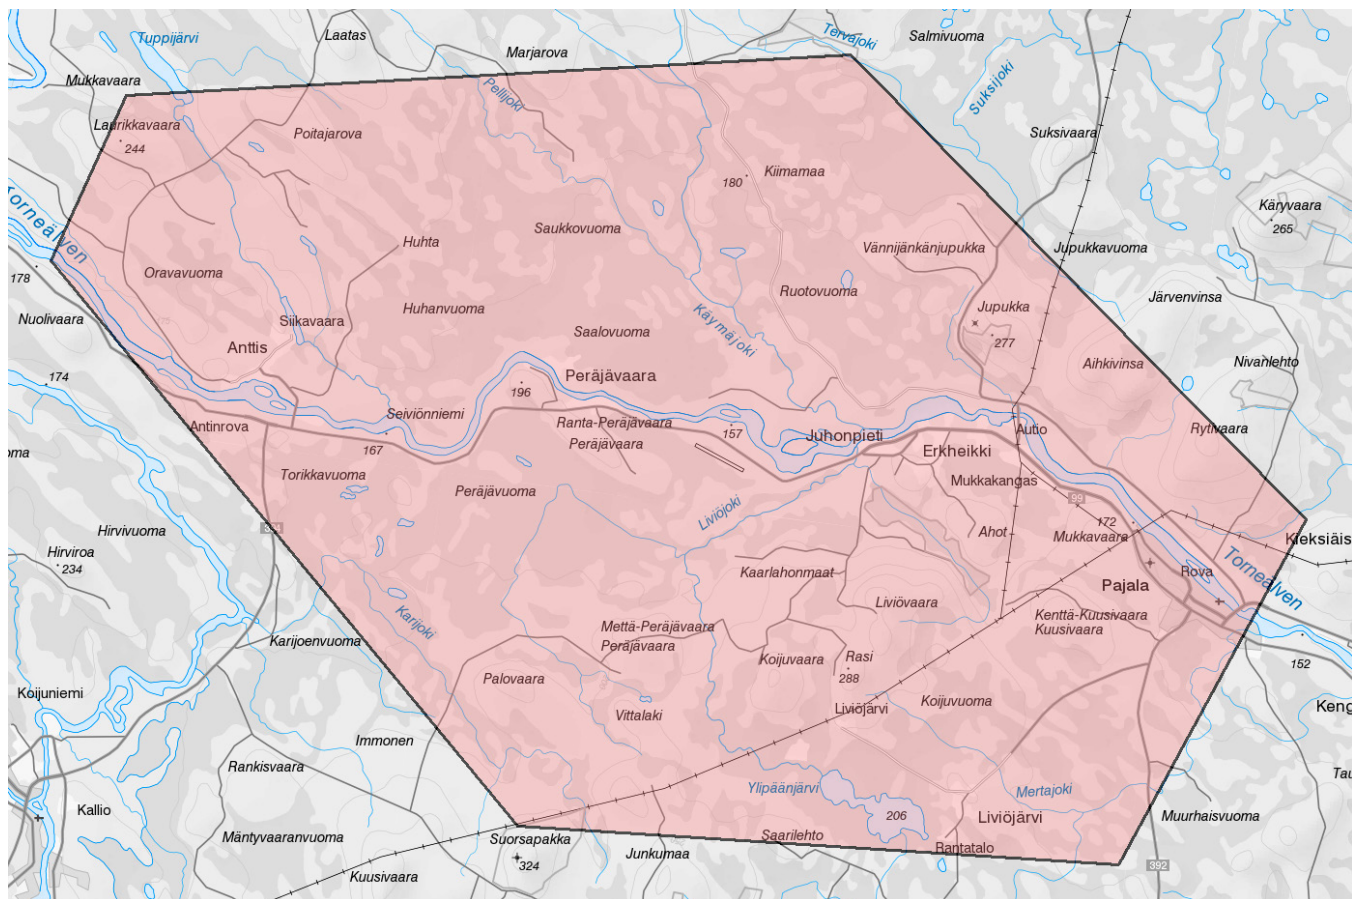 Laatas
Tuppijärvi
Tervajoki
Salmivuoma
Marjarova
Mukkavaara
Pellijoki
Suksijoki
Laurikkavaara
244
Poitajarova
Suksivaara
Kiimamaa
180
Torneälven
Käryvaara
265
Saukkovuoma
Huhta
Vännijänkänjupukka
Jupukkavuoma
178
Oravavuoma
Ruotovuoma
Järvenvinsa
Nuolivaara
Siikavaara
Huhanvuoma
Jupukka
Käymäjoki
Saalovuoma
277
Anttis
Aihkivinsa
Nivanlehto
174
Peräjävaara
196
Seiviönniemi
Antinrova
Ranta-Peräjävaara
157
Juhonpieti
Autio
Rytivaara
167
Peräjävaara
Erkheikki
oma
Torikkavuoma
Mukkakangas
Peräjävuoma
99
Liviöjoki
172
Hirvivuoma
Ahot
Mukkavaara
Kieksiäis
Hirviroa
234
Kaarlahonmaat
Rova
Torneälven
Pajala
Liviövaara
Karijoki
Kenttä-Kuusivaara
Mettä-Peräjävaara
Kuusivaara
Karijoenvuoma
Peräjävaara
Koijuvaara
Rasi
152
288
Palovaara
Koijuniemi
Koijuvuoma
Liviöjärvi
Vittalaki
Keng
Immonen
Rankisvaara
Tau
Ylipäänjärvi
Mertajoki
Kallio
206
Liviöjärvi
Muurhaisvuoma
Mäntyvaaranvuoma
Suorsapakka
Saarilehto
Rantatalo
Junkumaa
324
392
Kuusivaara